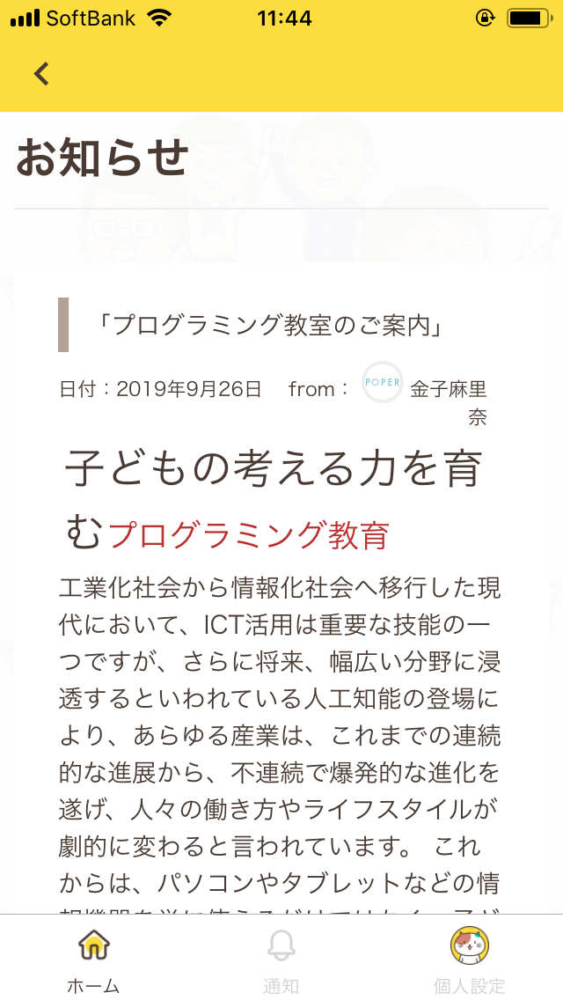 SoftBank 11:44
お知らせ
「プログラミング教室のご案内」
日付：2019年9月26日 from： POPER 金子麻里
奈
子どもの考える力を育
むプログラミング教育
工業化社会から情報化社会へ移行した現
代において、ICT活用は重要な技能の一
つですが、さらに将来、幅広い分野に浸
透するといわれている人工知能の登場に
より、あらゆる産業は、これまでの連続
的な進展から、不連続で爆発的な進化を
遂げ、人々の働き方やライフスタイルが
劇的に変わると言われています。 これ
からは、パソコンやタブレットなどの情
ホーム 通知 個人設定